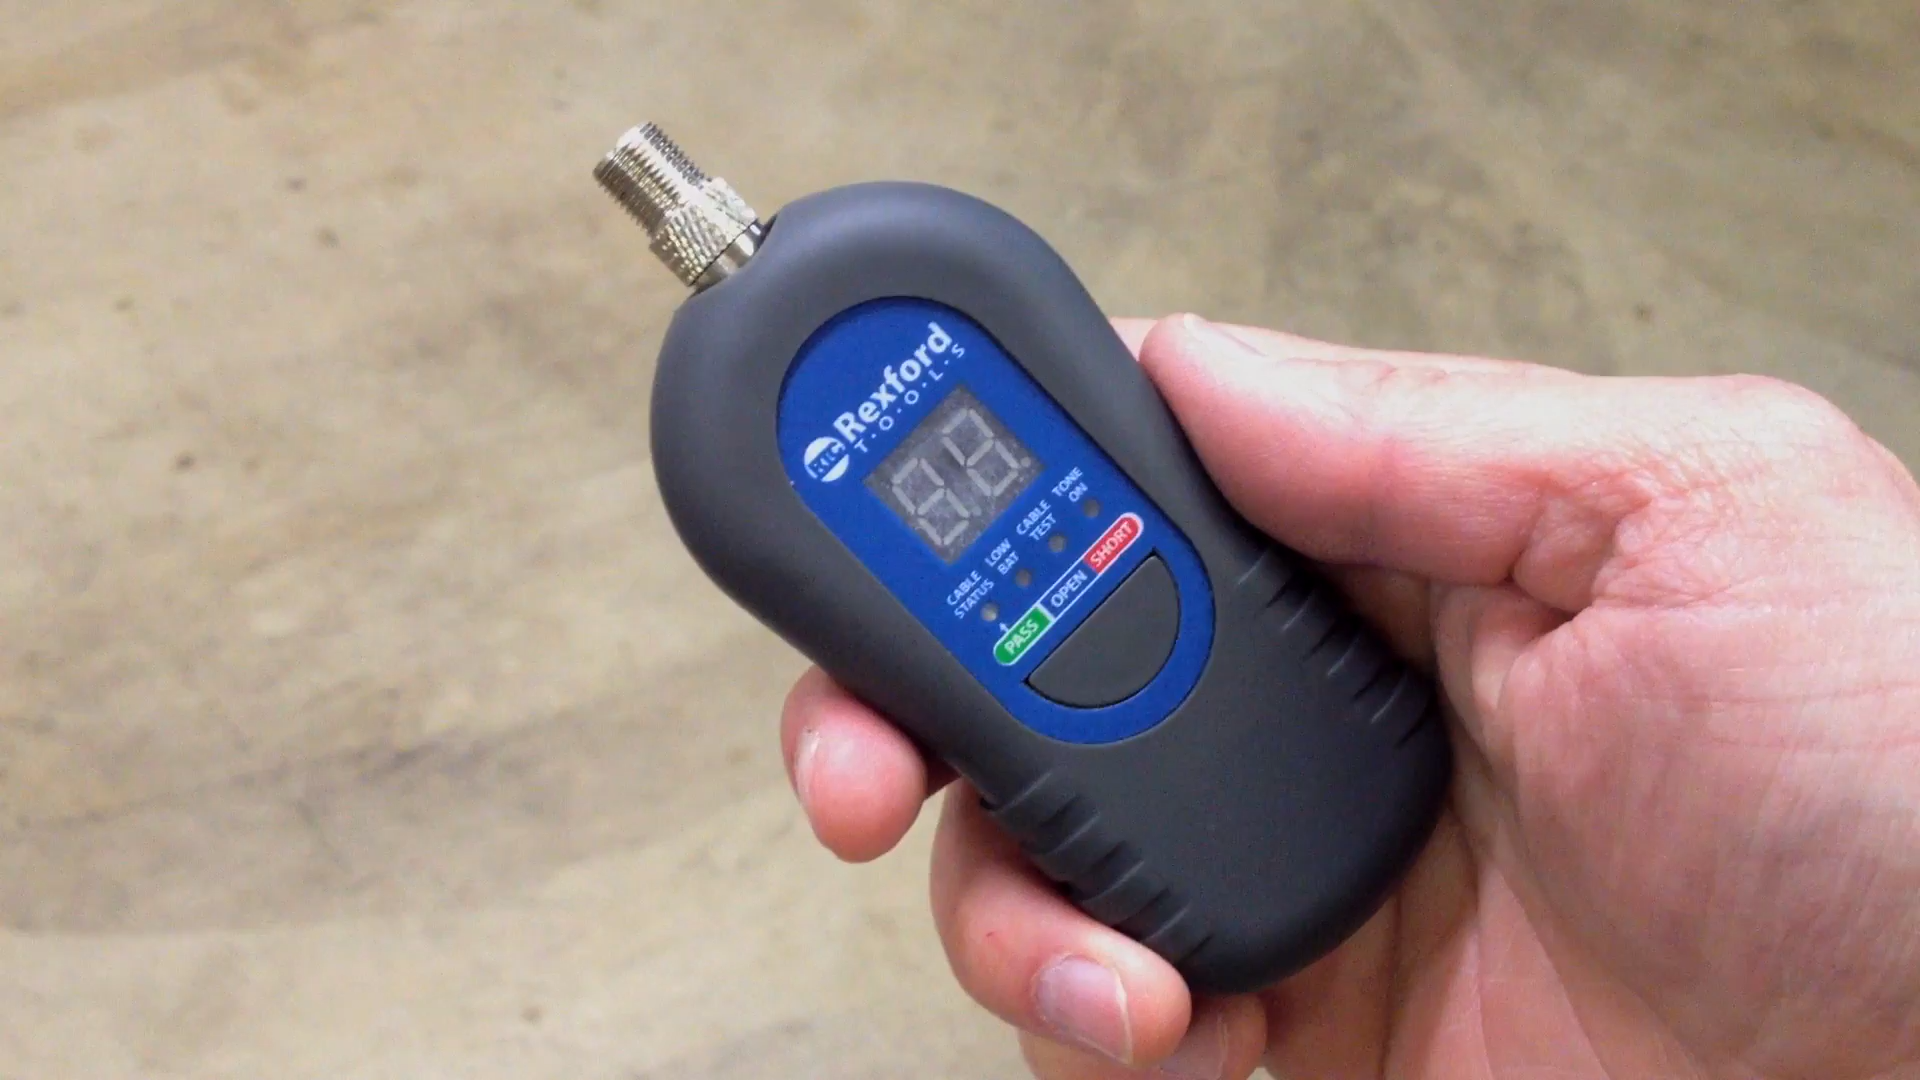 Rexford
T·O·O·L·S
CABLE STATUS
LOW BAT
CABLE TEST
TONE ON
PASS OPEN SHORT